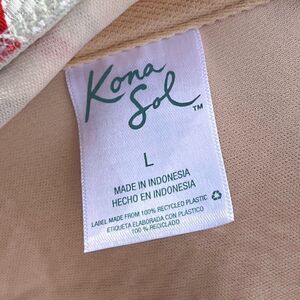 Kona
Sol™
L
MADE IN INDONESIA
HECHO EN INDONESIA
LABEL MADE FROM 100% RECYCLED PLASTIC
ETIQUETA ELABORADA CON PLÁSTICO
100 % RECICLADO